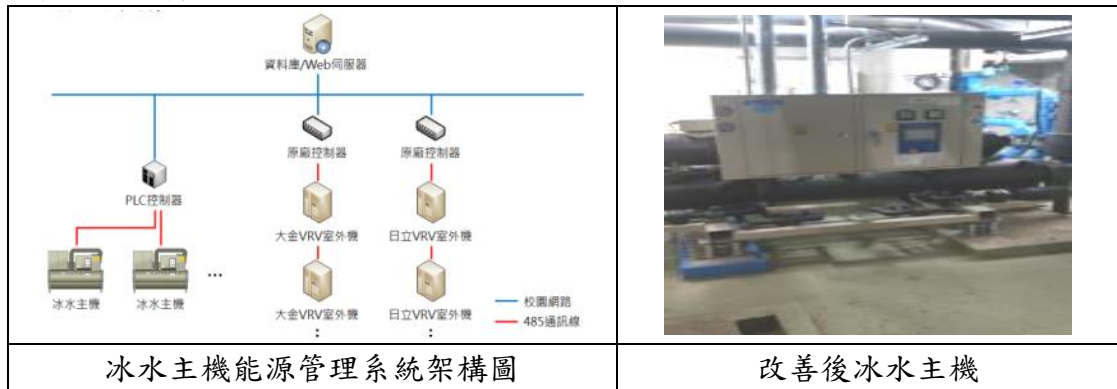 資料庫/Web伺服器
原廠控制器
原廠控制器
PLC控制器
大金VRV室外機
日立VRV室外機
冰水主機
冰水主機
...
大金VRV室外機
日立VRV室外機
校園網路
485通訊線
冰水主機能源管理系統架構圖
改善後冰水主機